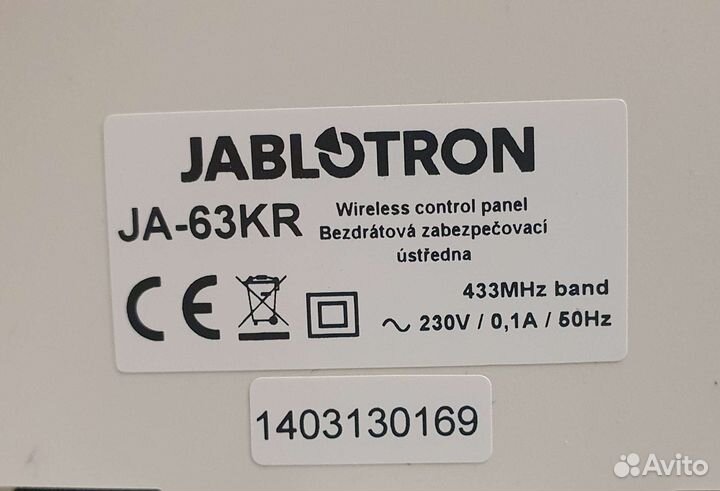 JABLOTRON
JA-63KR
Wireless control panel
Bezdrátová zabezpečovací
ústředna
CE
433MHz band
~ 230V / 0,1A / 50Hz
1403130169
Avito